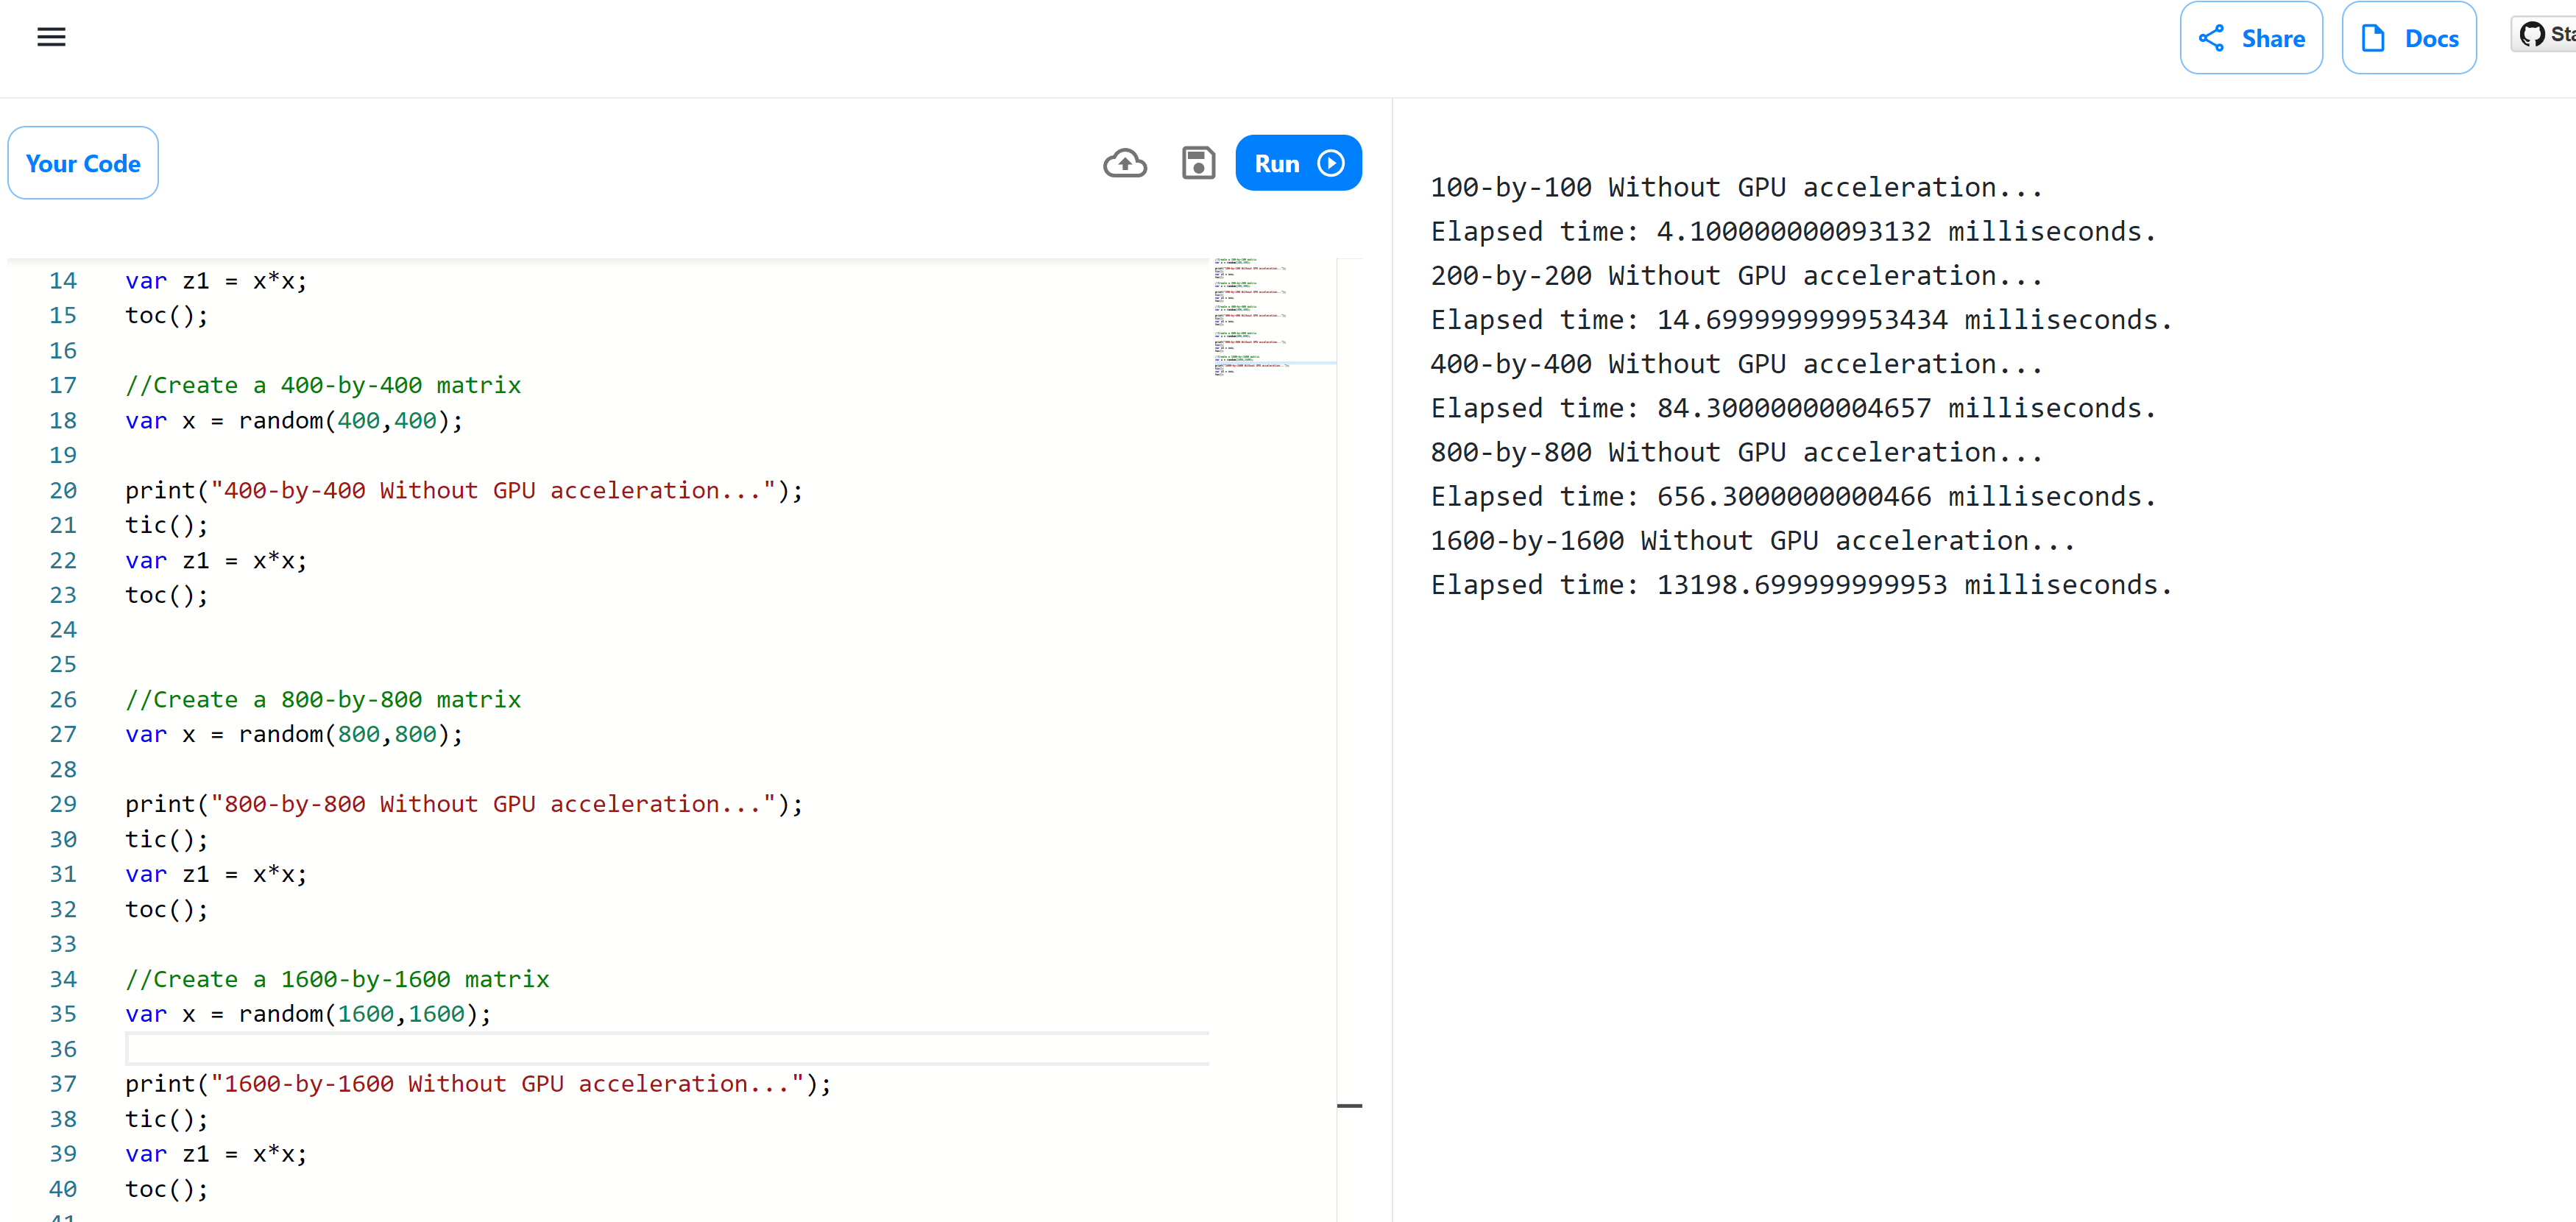 Share
Docs
Your Code
Run
14 var z1 = x*x;
15 toc();
16
17 //Create a 400-by-400 matrix
18 var x = random(400,400);
19
20 print("400-by-400 Without GPU acceleration...");
21 tic();
22 var z1 = x*x;
23 toc();
24
25
26 //Create a 800-by-800 matrix
27 var x = random(800,800);
28
29 print("800-by-800 Without GPU acceleration...");
30 tic();
31 var z1 = x*x;
32 toc();
33
34 //Create a 1600-by-1600 matrix
35 var x = random(1600,1600);
36
37 print("1600-by-1600 Without GPU acceleration...");
38 tic();
39 var z1 = x*x;
40 toc();
100-by-100 Without GPU acceleration...
Elapsed time: 4.100000000093132 milliseconds.
200-by-200 Without GPU acceleration...
Elapsed time: 14.699999999953434 milliseconds.
400-by-400 Without GPU acceleration...
Elapsed time: 84.30000000004657 milliseconds.
800-by-800 Without GPU acceleration...
Elapsed time: 656.3000000000466 milliseconds.
1600-by-1600 Without GPU acceleration...
Elapsed time: 13198.699999999953 milliseconds.